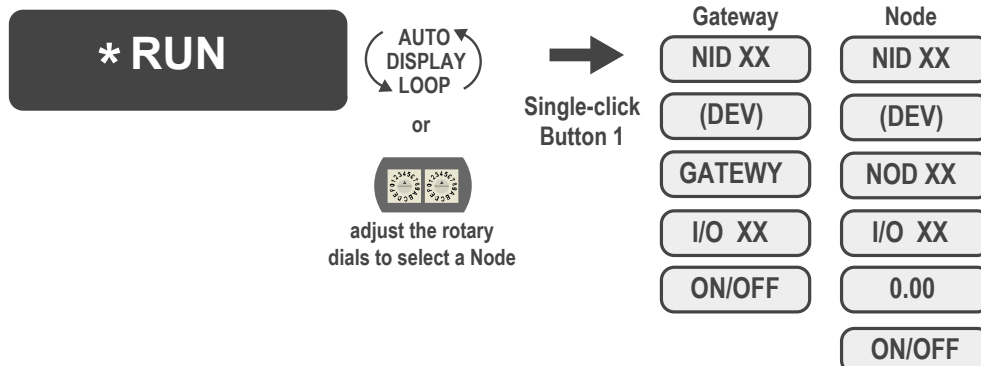 * RUN
AUTO
DISPLAY
LOOP
or
adjust the rotary
dials to select a Node
Single-click
Button 1
Gateway
NID XX
(DEV)
GATEWY
I/O XX
ON/OFF
Node
NID XX
(DEV)
NOD XX
I/O XX
0.00
ON/OFF